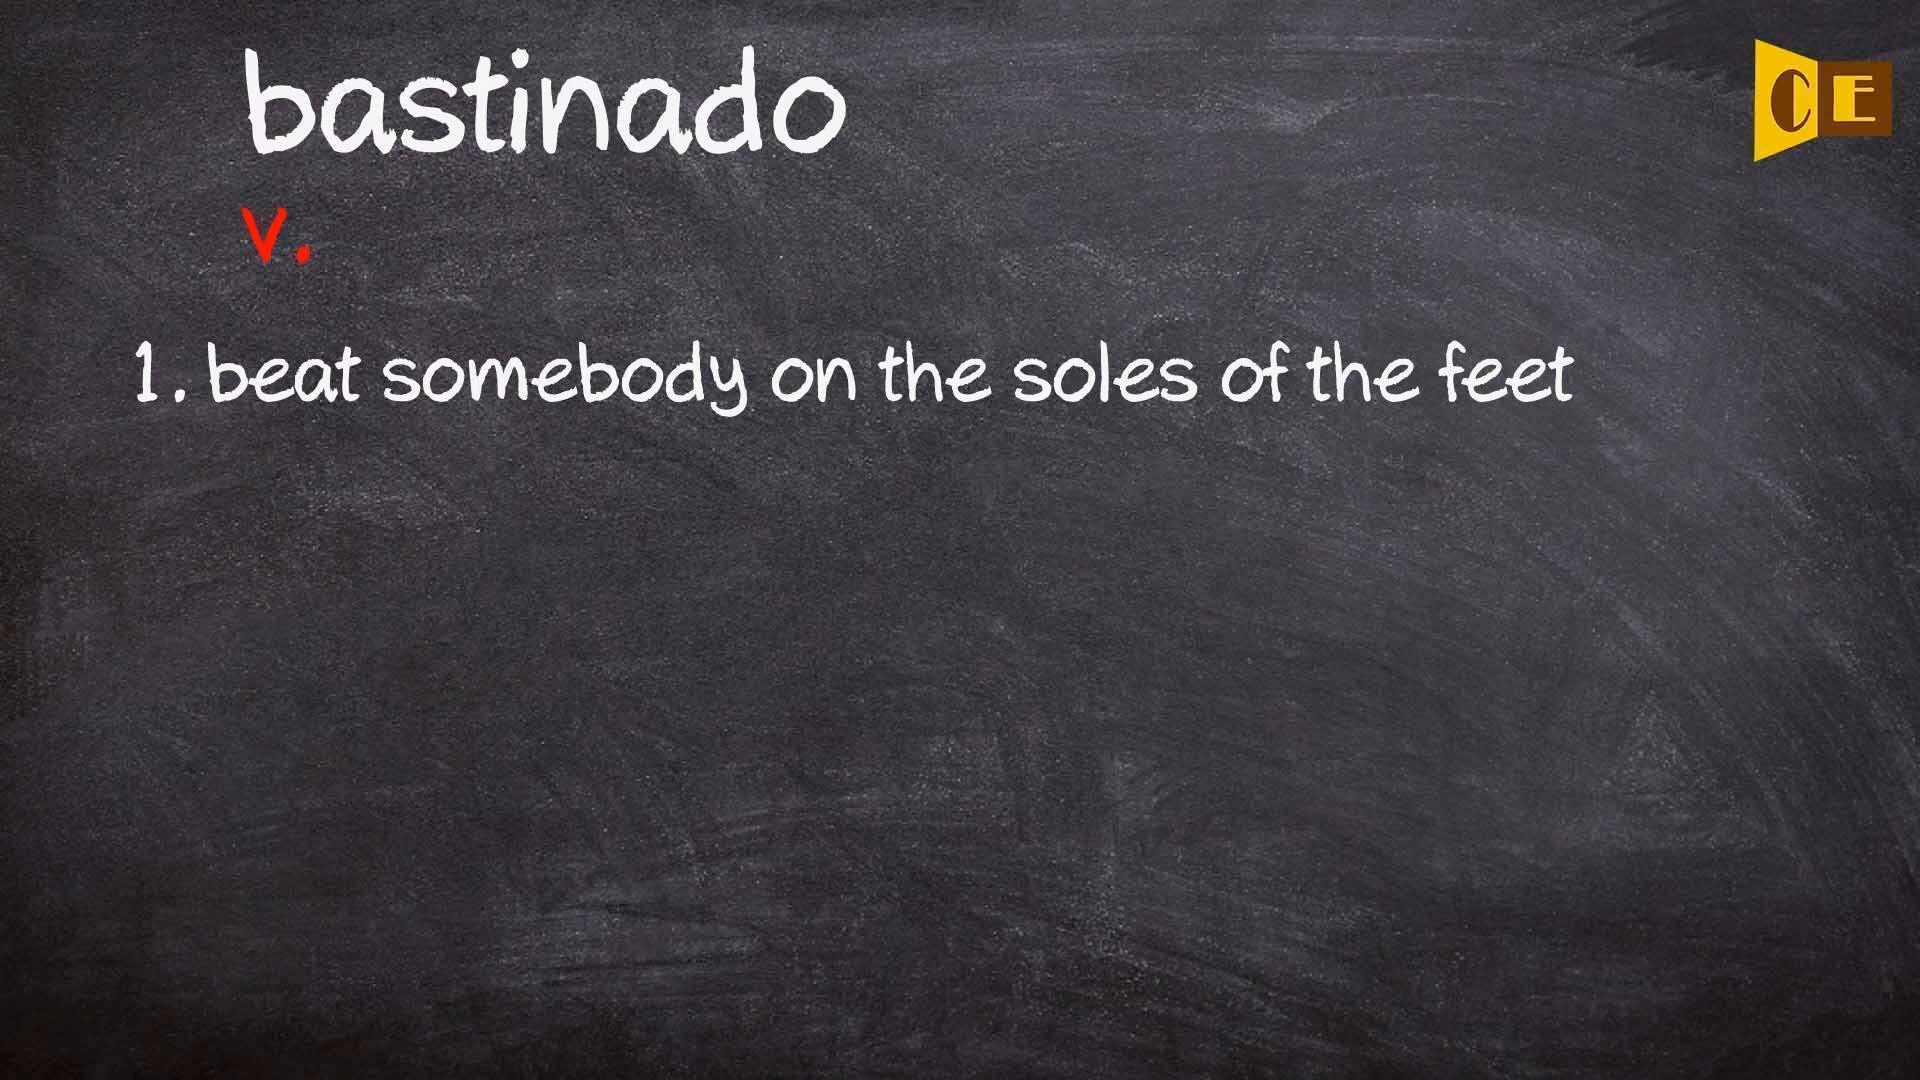 bastinado
CE
v.
1. beat somebody on the soles of the feet